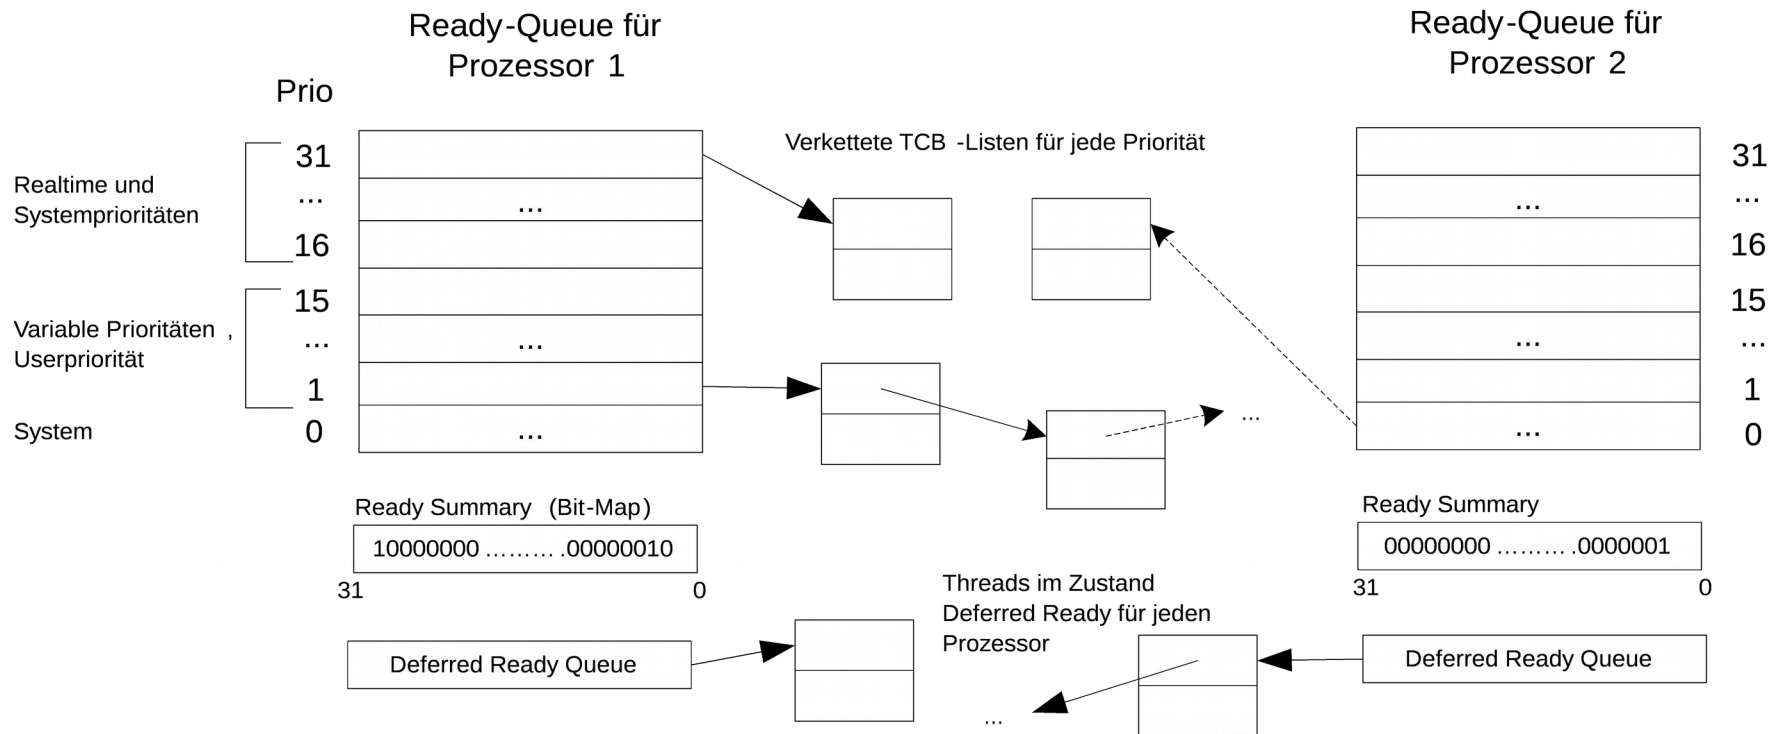 Ready-Queue für
Prozessor 1
Ready-Queue für
Prozessor 2
Prio
Verkettete TCB -Listen für jede Priorität
31
...
...
16
15
...
...
1
0
...
Realtime und
Systemprioritäten
Variable Prioritäten ,
Userpriorität
System
...
31
...
...
16
15
...
...
1
0
...
Ready Summary (Bit-Map)
10000000 ......... .00000010
31 0
Ready Summary
00000000 ......... .0000001
31 0
Threads im Zustand
Deferred Ready für jeden
Prozessor
Deferred Ready Queue
...
Deferred Ready Queue